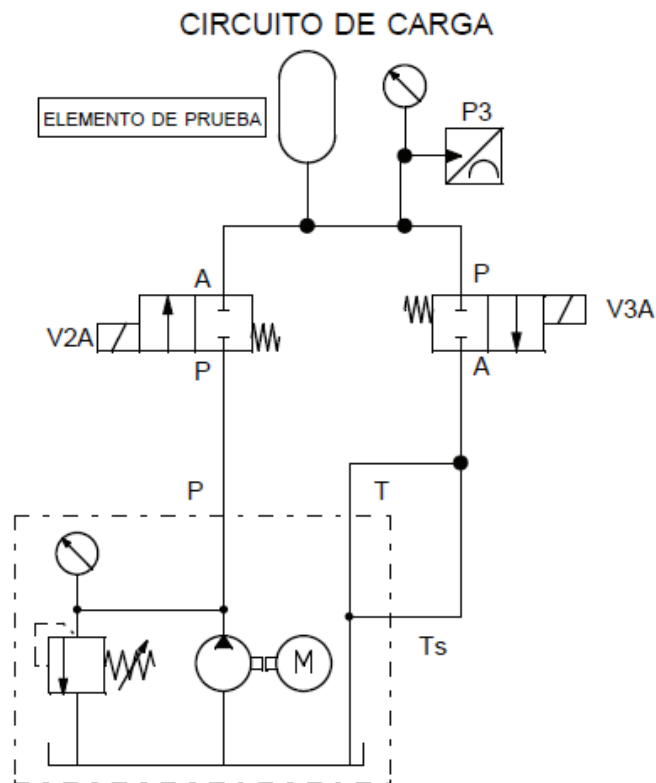 CIRCUITO DE CARGA
ELEMENTO DE PRUEBA
P3
A
P
V2A
V3A
P
A
P
T
Ts
M